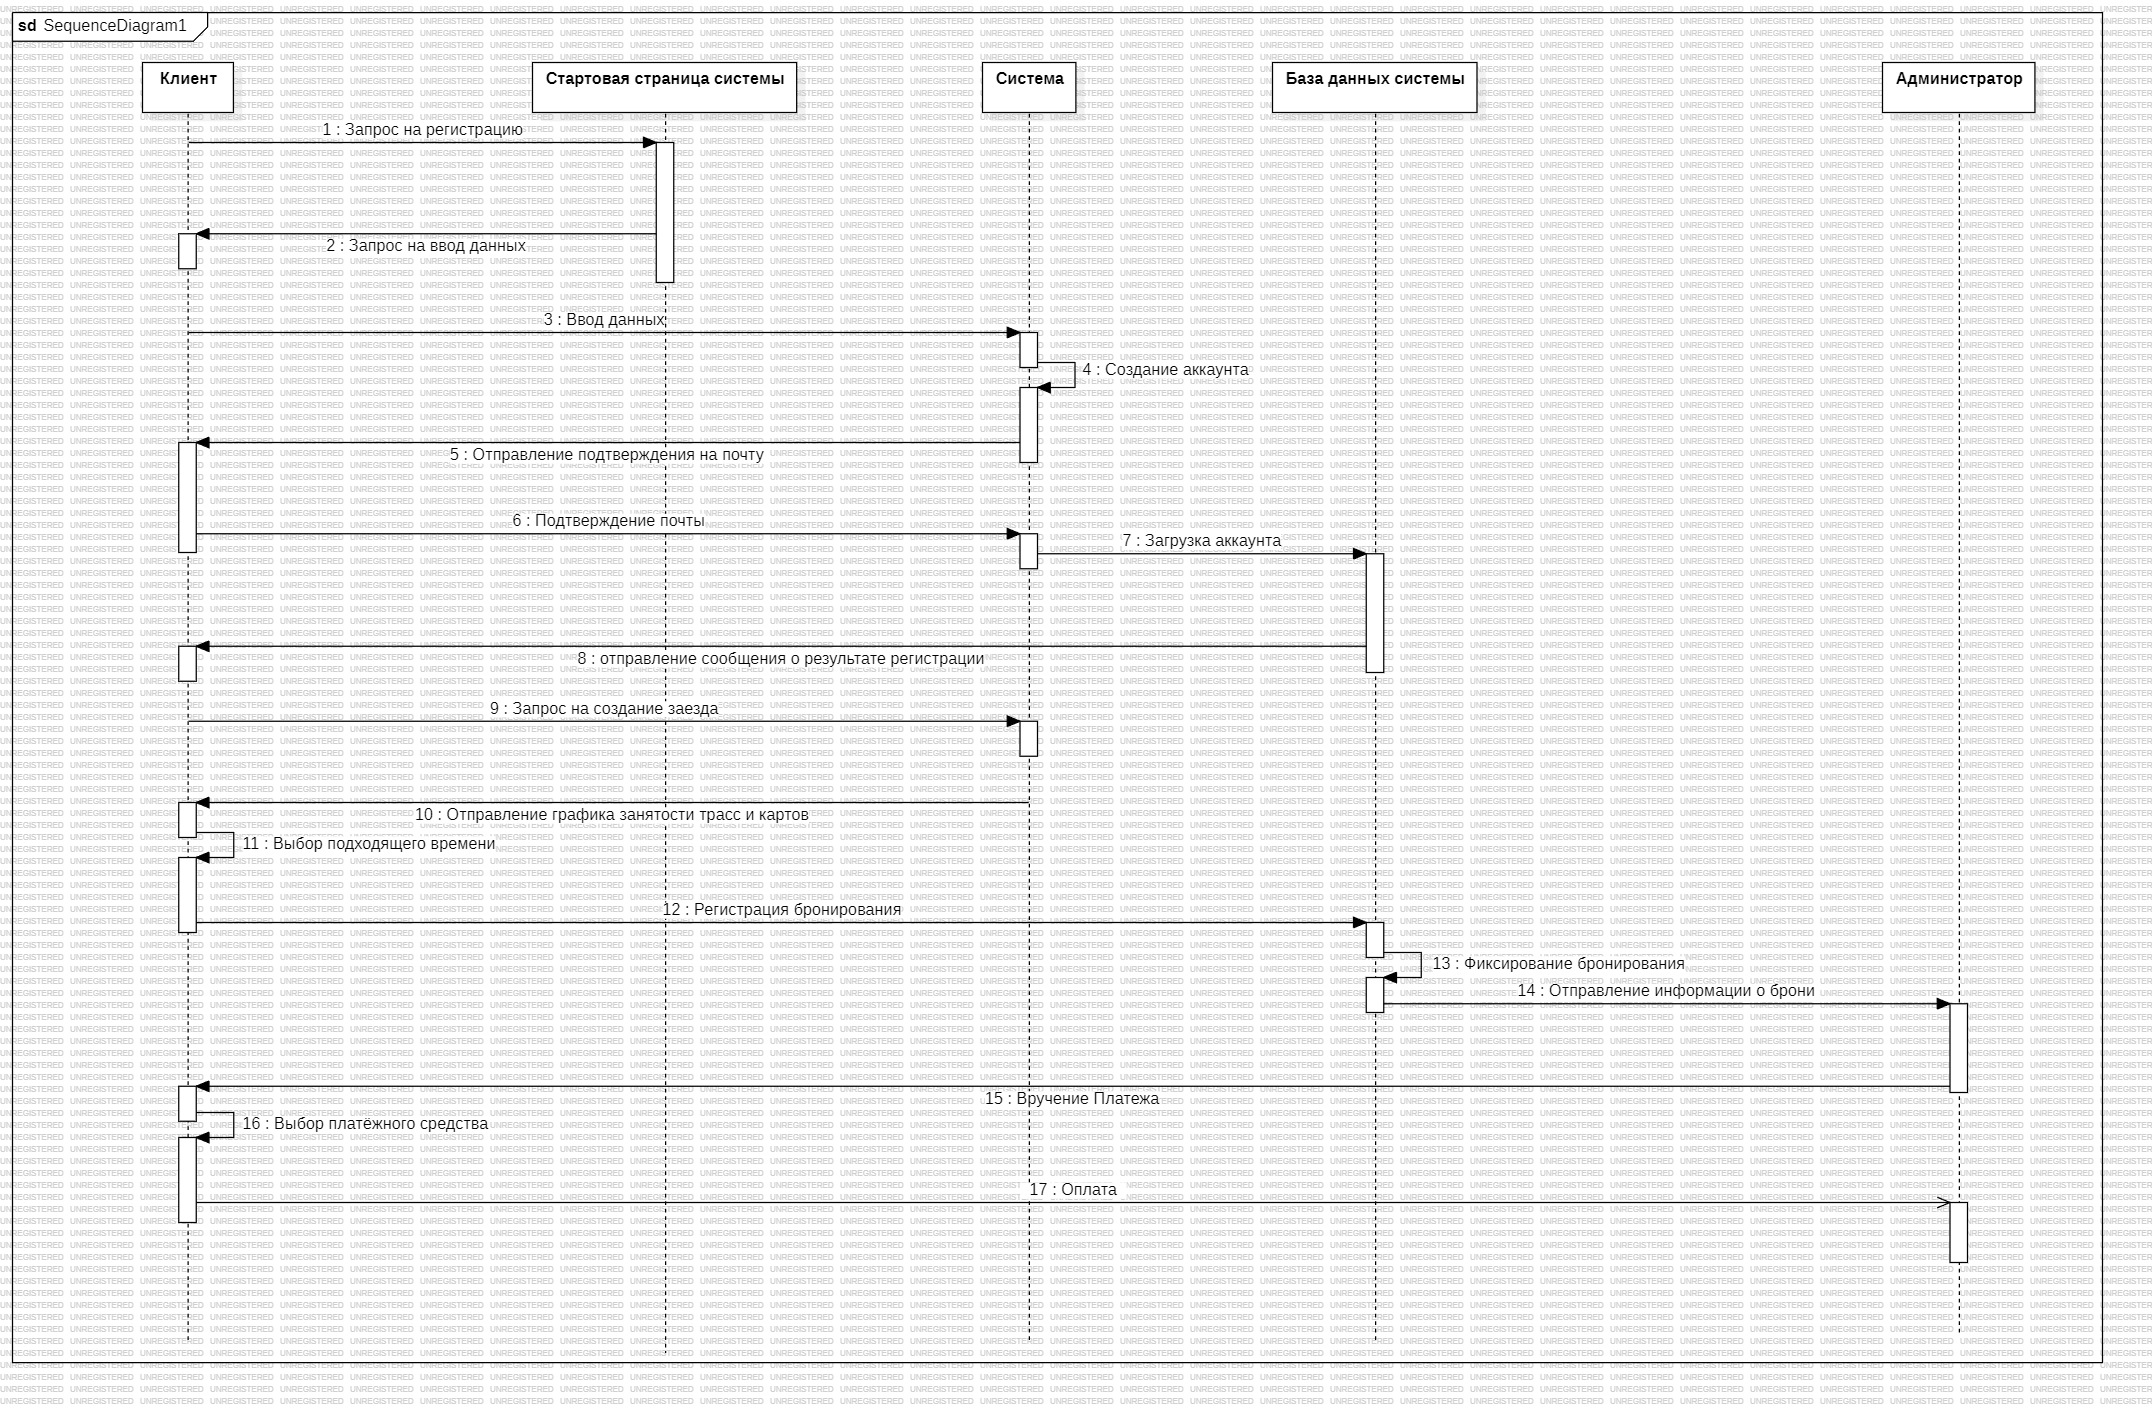 sd SequenceDiagram1
Клиент
Стартовая страница системы
Система
База данных системы
Администратор
1 : Запрос на регистрацию
2 : Запрос на ввод данных
3 : Ввод данных
4 : Создание аккаунта
5 : Отправление подтверждения на почту
6 : Подтверждение почты
7 : Загрузка аккаунта
8 : отправление сообщения о результате регистрации
9 : Запрос на создание заезда
10 : Отправление графика занятости трасс и картов
11 : Выбор подходящего времени
12 : Регистрация бронирования
13 : Фиксирование бронирования
14 : Отправление информации о брони
15 : Вручение Платежа
16 : Выбор платёжного средства
17 : Оплата
UNREGISTERED